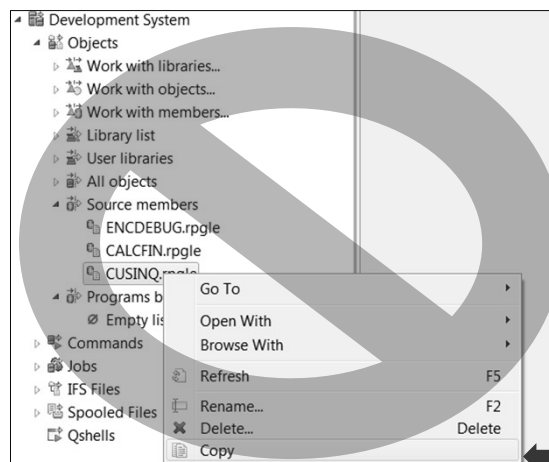 Development System
Objects
Work with libraries...
Work with objects...
Work with members...
Library list
User libraries
All objects
Source members
ENCDEBUG.rpgle
CALCFIN.rpgle
CUSINQ.rpgle
Programs b
Empty lis
Commands
Jobs
IFS Files
Spooled Files
Qshells
Go To
Open With
Browse With
Refresh F5
Rename... F2
Delete... Delete
Copy